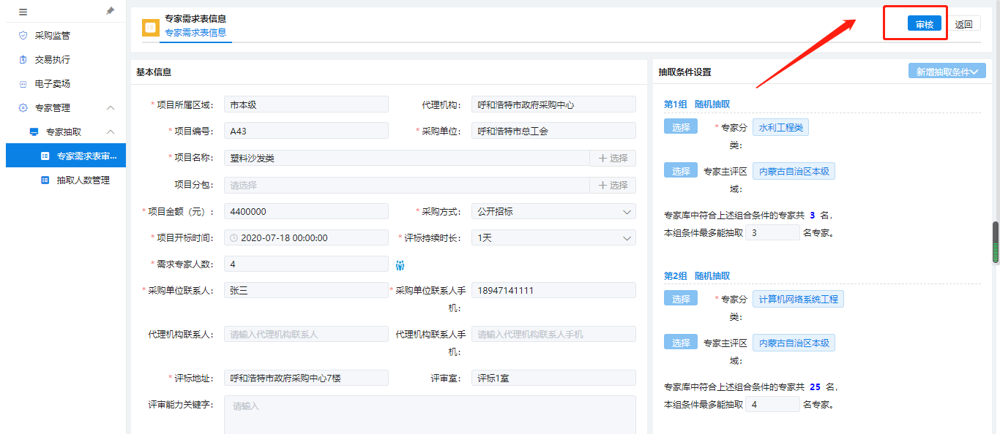 采购监管
交易执行
电子卖场
专家管理
专家抽取
专家需求表审...
抽取人数管理
专家需求表信息
专家需求表信息
审核
返回
基本信息
* 项目所属区域: 市本级
代理机构: 呼和浩特市政府采购中心
* 项目编号: A43
* 采购单位: 呼和浩特市总工会
* 项目名称: 塑料沙发类 +选择
项目分包: 请选择 +选择
* 项目金额（元）: 4400000
* 采购方式: 公开招标
* 项目开标时间: 2020-07-18 00:00:00
* 评标持续时长: 1天
* 需求专家人数: 4
* 采购单位联系人: 张三
* 采购单位联系人手
机: 18947141111
代理机构联系人: 请输入代理机构联系人
代理机构联系人手
机: 请输入代理机构联系人手机
* 评标地址: 呼和浩特市政府采购中心7楼
评审室: 评标1室
评审能力关键字: 请输入
抽取条件设置
新增抽取条件
第1组 随机抽取
选择 * 专家分 水利工程类
类:
选择 专家主评区 内蒙古自治区本级
域:
专家库中符合上述组合条件的专家共 3 名，
本组条件最多能抽取 3 名专家。
第2组 随机抽取
选择 * 专家分 计算机网络系统工程
类:
选择 专家主评区 内蒙古自治区本级
域:
专家库中符合上述组合条件的专家共 25 名，
本组条件最多能抽取 4 名专家。